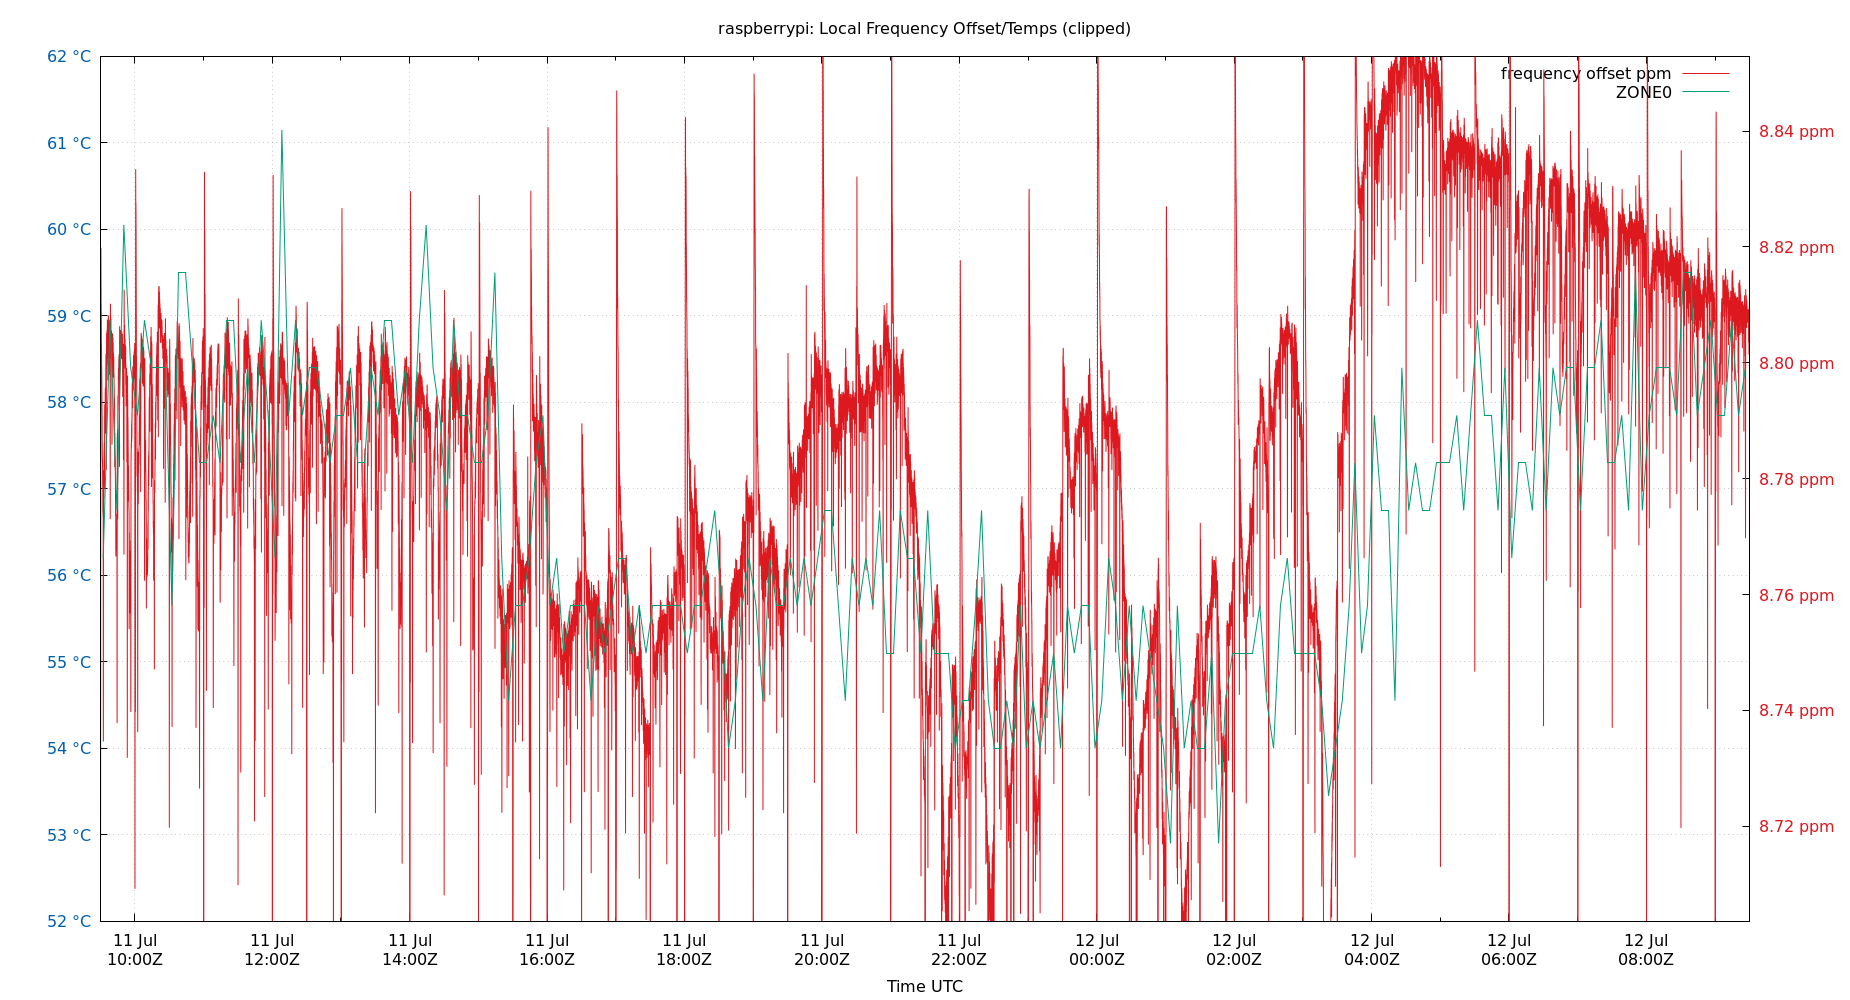 raspberrypi: Local Frequency Offset/Temps (clipped)
frequency offset ppm
ZONE0
62 °C
61 °C
60 °C
59 °C
58 °C
57 °C
56 °C
55 °C
54 °C
53 °C
52 °C
8.84 ppm
8.82 ppm
8.80 ppm
8.78 ppm
8.76 ppm
8.74 ppm
8.72 ppm
11 Jul 11 Jul 11 Jul 11 Jul 11 Jul 11 Jul 11 Jul 12 Jul 12 Jul 12 Jul 12 Jul 12 Jul
10:00Z 12:00Z 14:00Z 16:00Z 18:00Z 20:00Z 22:00Z 00:00Z 02:00Z 04:00Z 06:00Z 08:00Z
Time UTC